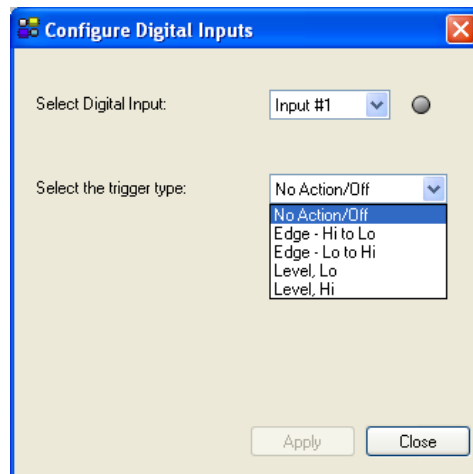 Configure Digital Inputs
Select Digital Input: Input #1
Select the trigger type: No Action/Off
No Action/Off
Edge - Hi to Lo
Edge - Lo to Hi
Level, Lo
Level, Hi
Apply Close